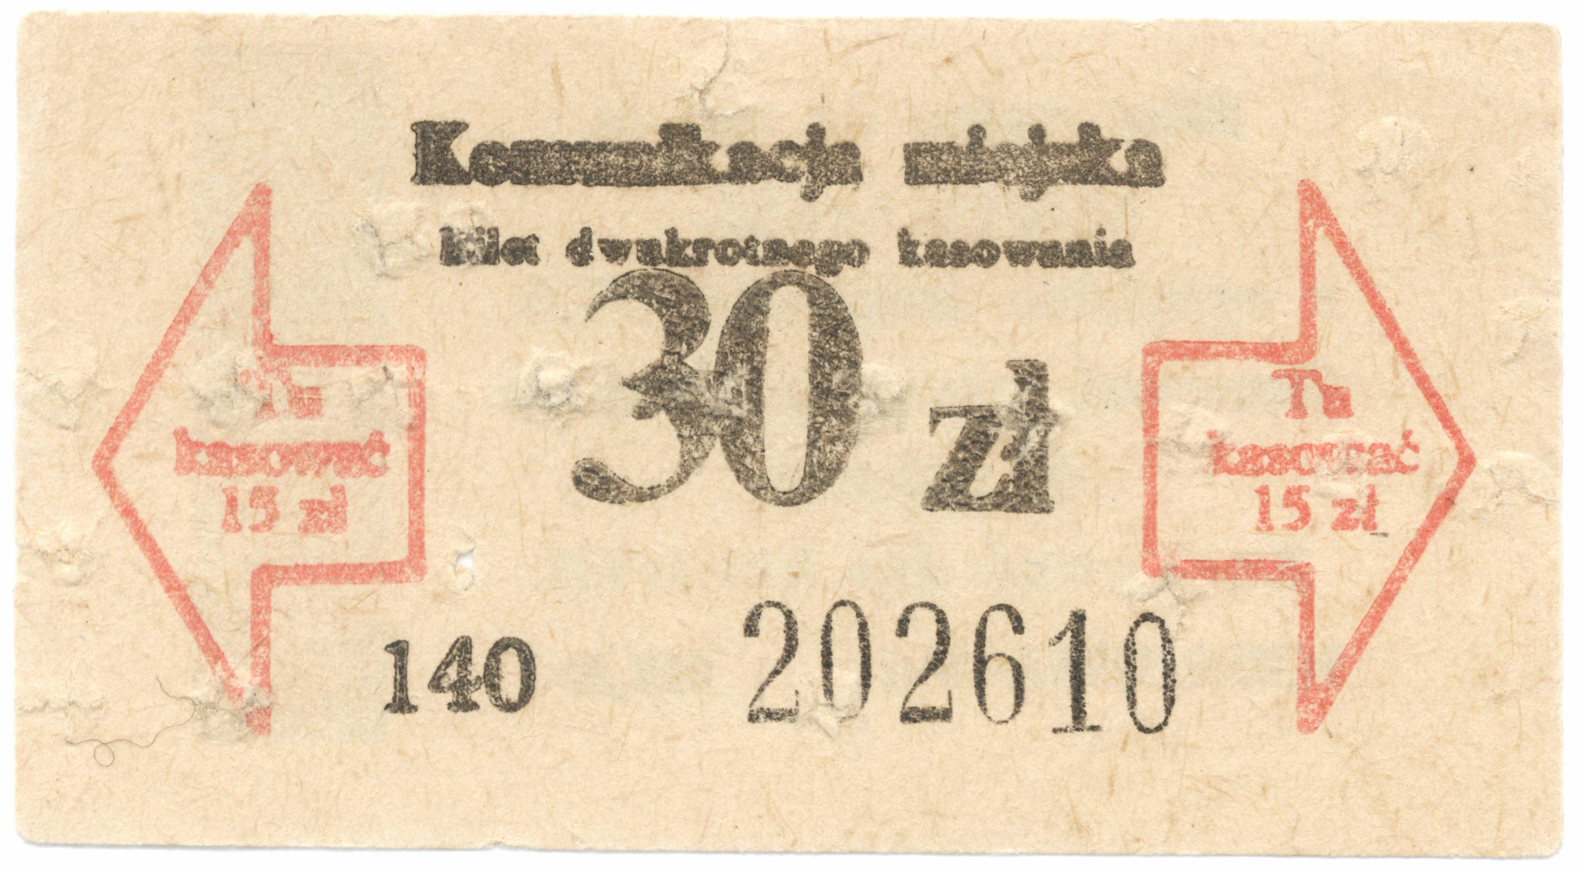 Komunikacja miejska
bilet dwukrotnego kasowania
30 zł
Tu
kasować
15 zł
Tu
kasować
15 zł
140
202610